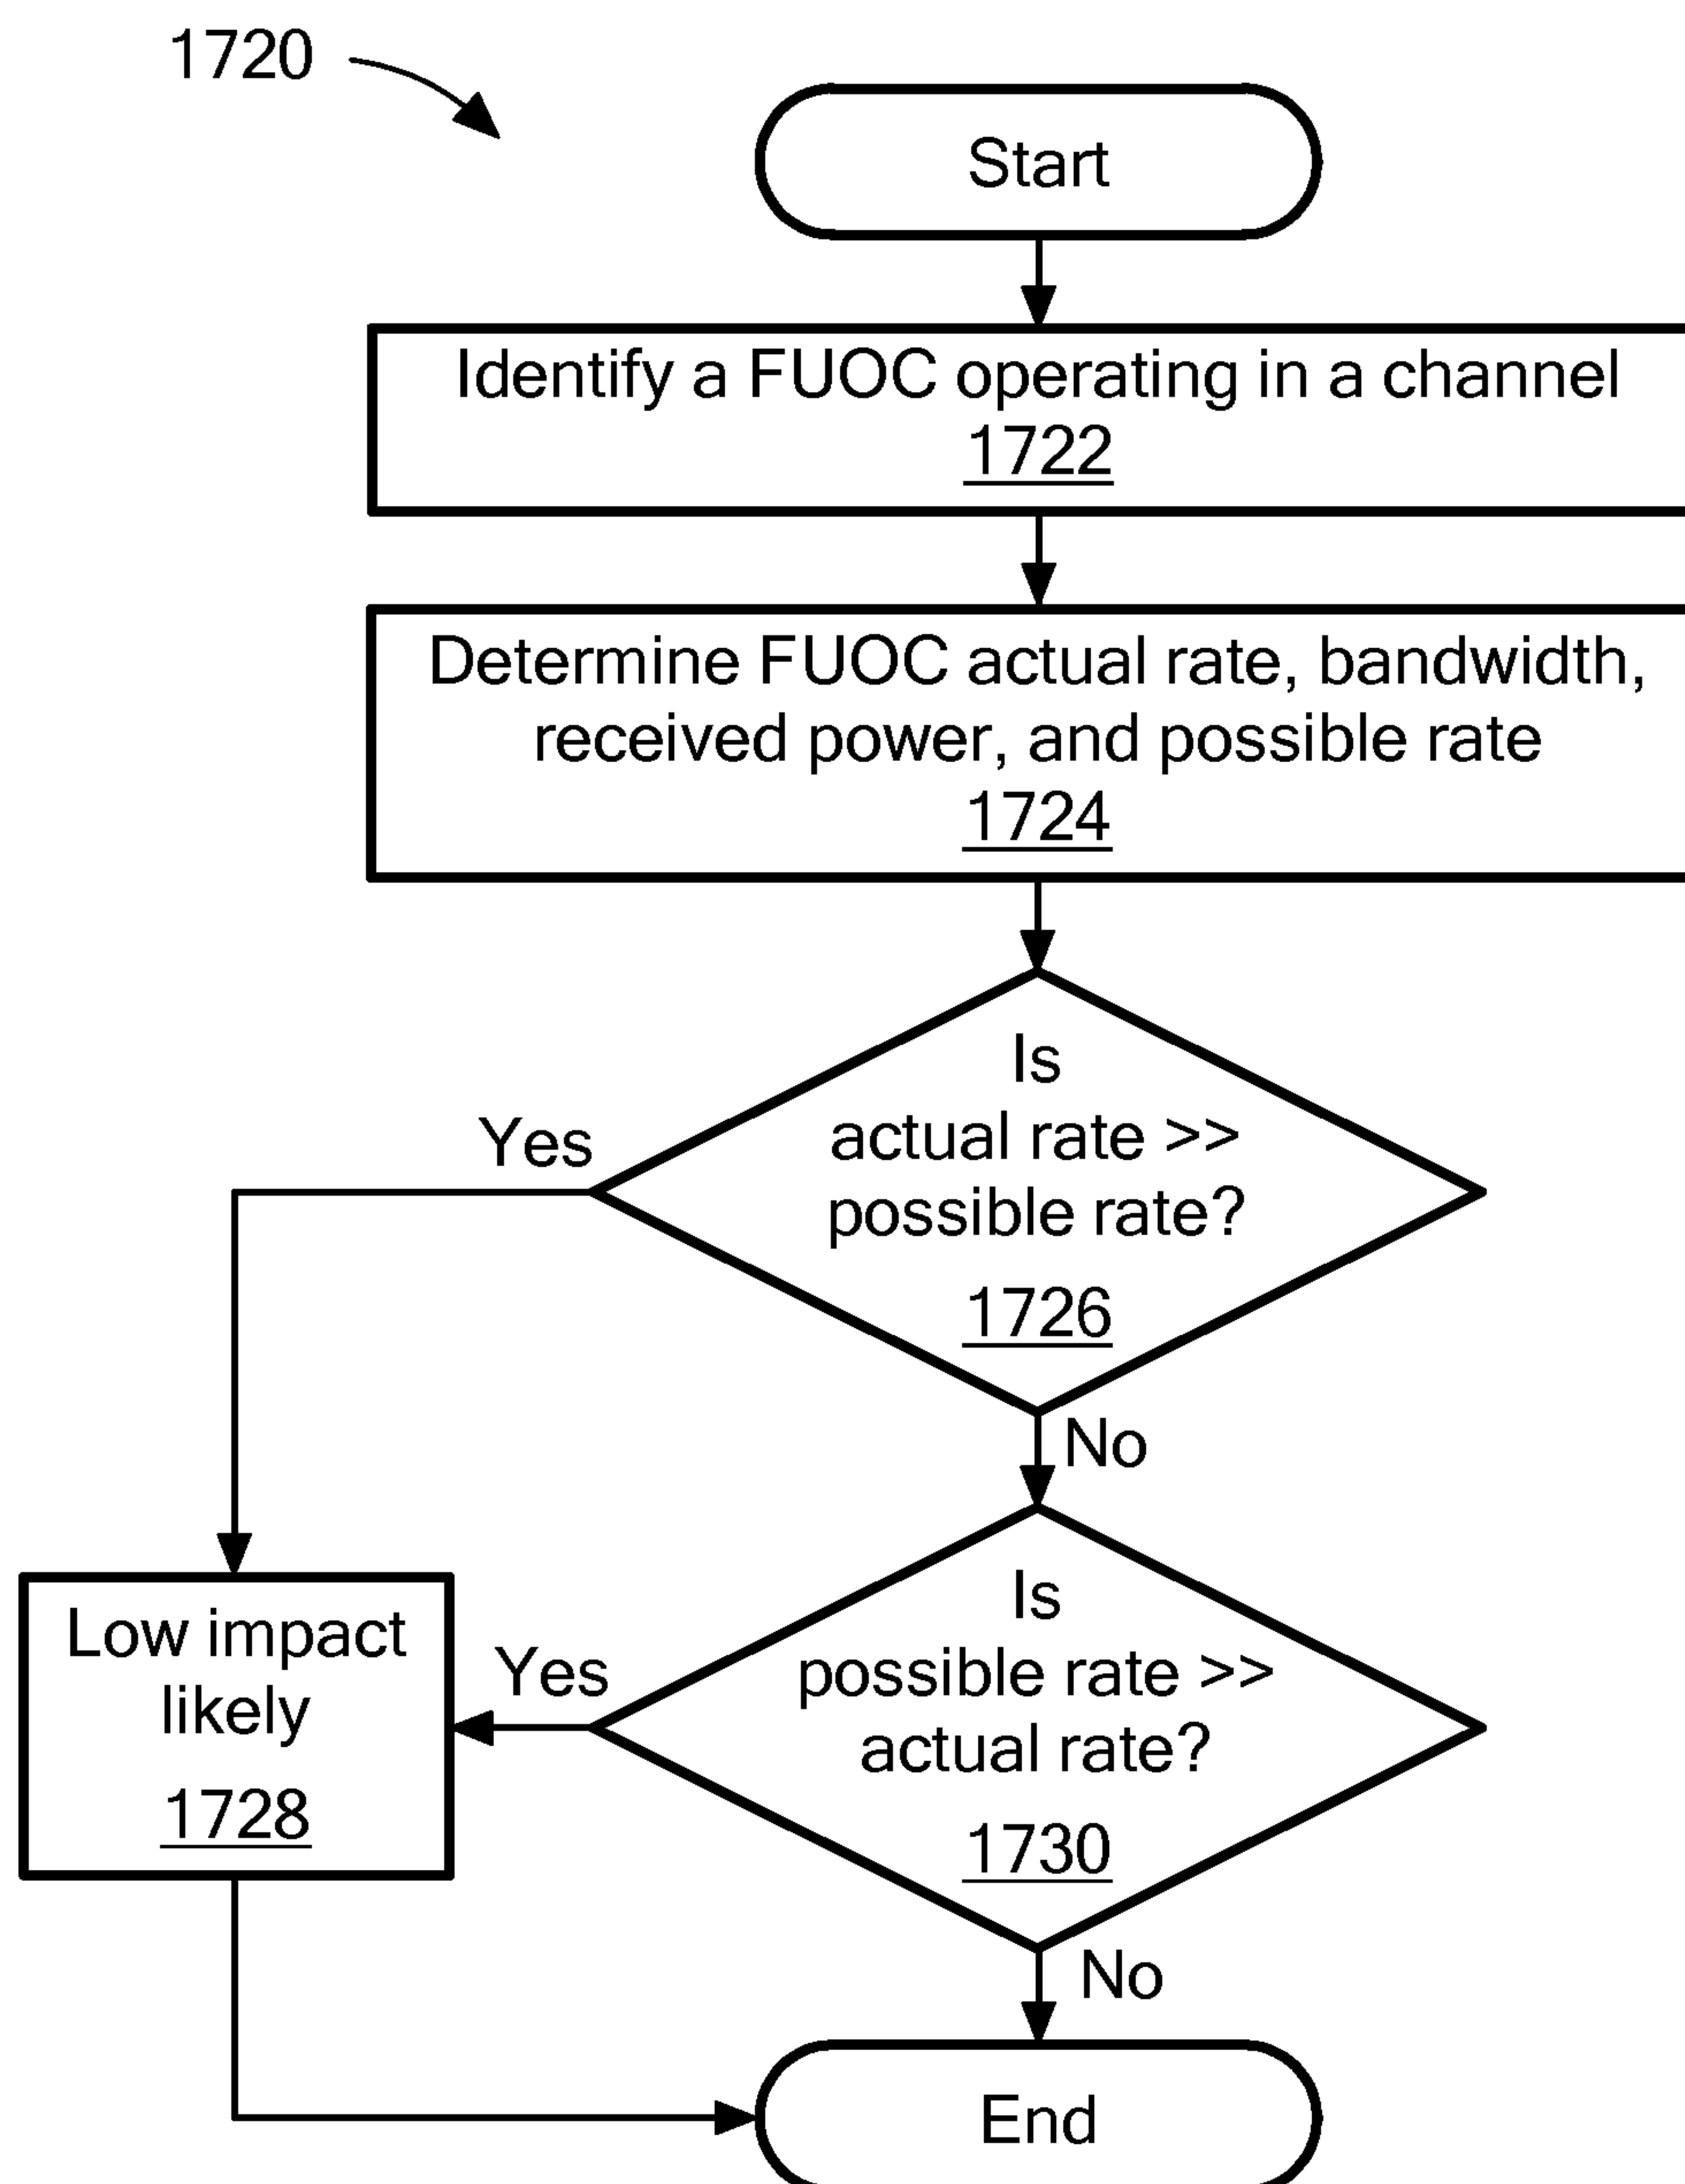 1720
Start
Identify a FUOC operating in a channel
1722
Determine FUOC actual rate, bandwidth,
received power, and possible rate
1724
Is
actual rate >>
possible rate?
1726
Yes
No
Is
possible rate >>
actual rate?
1730
Yes
Low impact
likely
1728
No
End